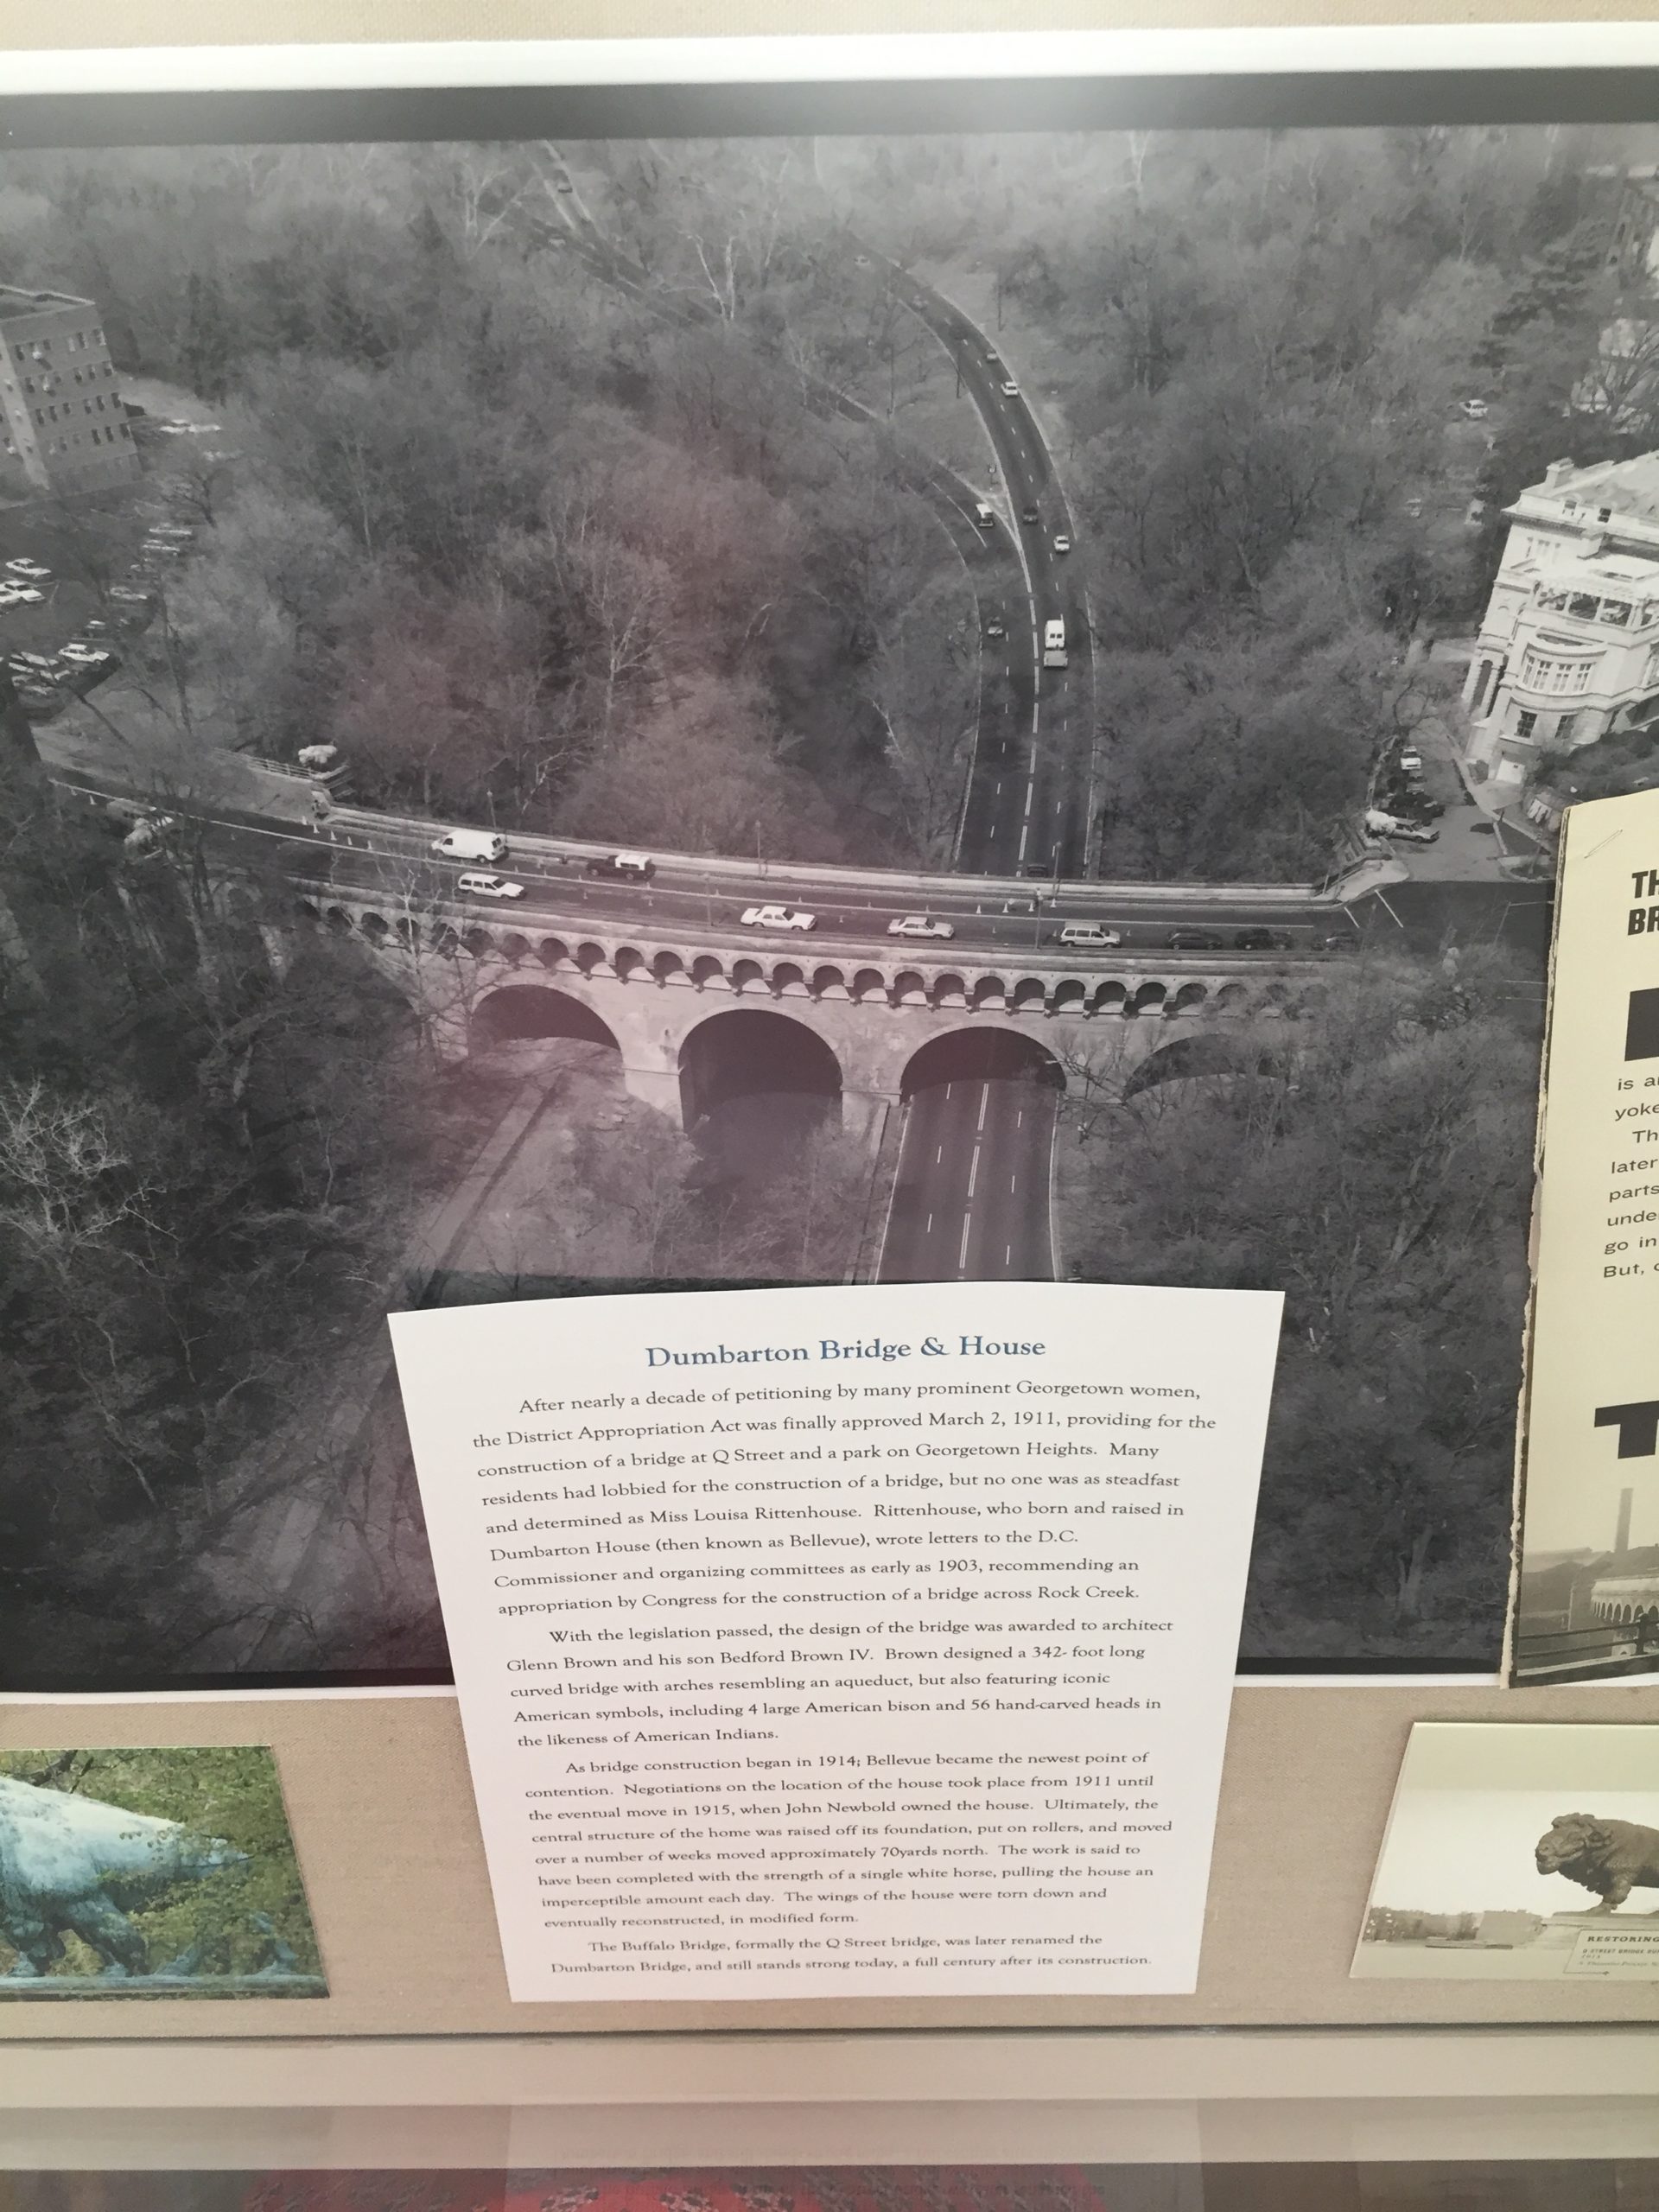 Dumbarton Bridge & House
After nearly a decade of petitioning by many prominent Georgetown women,
the District Appropriation Act was finally approved March 2, 1911, providing for the
construction of a bridge at Q Street and a park on Georgetown Heights. Many
residents had lobbied for the construction of a bridge, but no one was as steadfast
and determined as Miss Louisa Rittenhouse. Rittenhouse, who born and raised in
Dumbarton House (then known as Bellevue), wrote letters to the D.C.
Commissioner and organizing committees as early as 1903, recommending an
appropriation by Congress for the construction of a bridge across Rock Creek.
With the legislation passed, the design of the bridge was awarded to architect
Glenn Brown and his son Bedford Brown IV. Brown designed a 342- foot long
curved bridge with arches resembling an aqueduct, but also featuring iconic
American symbols, including 4 large American bison and 56 hand-carved heads in
the likeness of American Indians.
As bridge construction began in 1914; Bellevue became the newest point of
contention. Negotiations on the location of the house took place from 1911 until
the eventual move in 1915, when John Newbold owned the house. Ultimately, the
central structure of the home was raised off its foundation, put on rollers, and moved
over a number of weeks moved approximately 70yards north. The work is said to
have been completed with the strength of a single white horse, pulling the house an
imperceptible amount each day. The wings of the house were torn down and
eventually reconstructed, in modified form.
The Buffalo Bridge, formally the Q Street bridge, was later renamed the
Dumbarton Bridge, and still stands strong today, a full century after its construction.
TH
BR
is a
yoke
Th
later
parts
unde
go in
But,
T
RESTORING
Q STREET BRIDGE